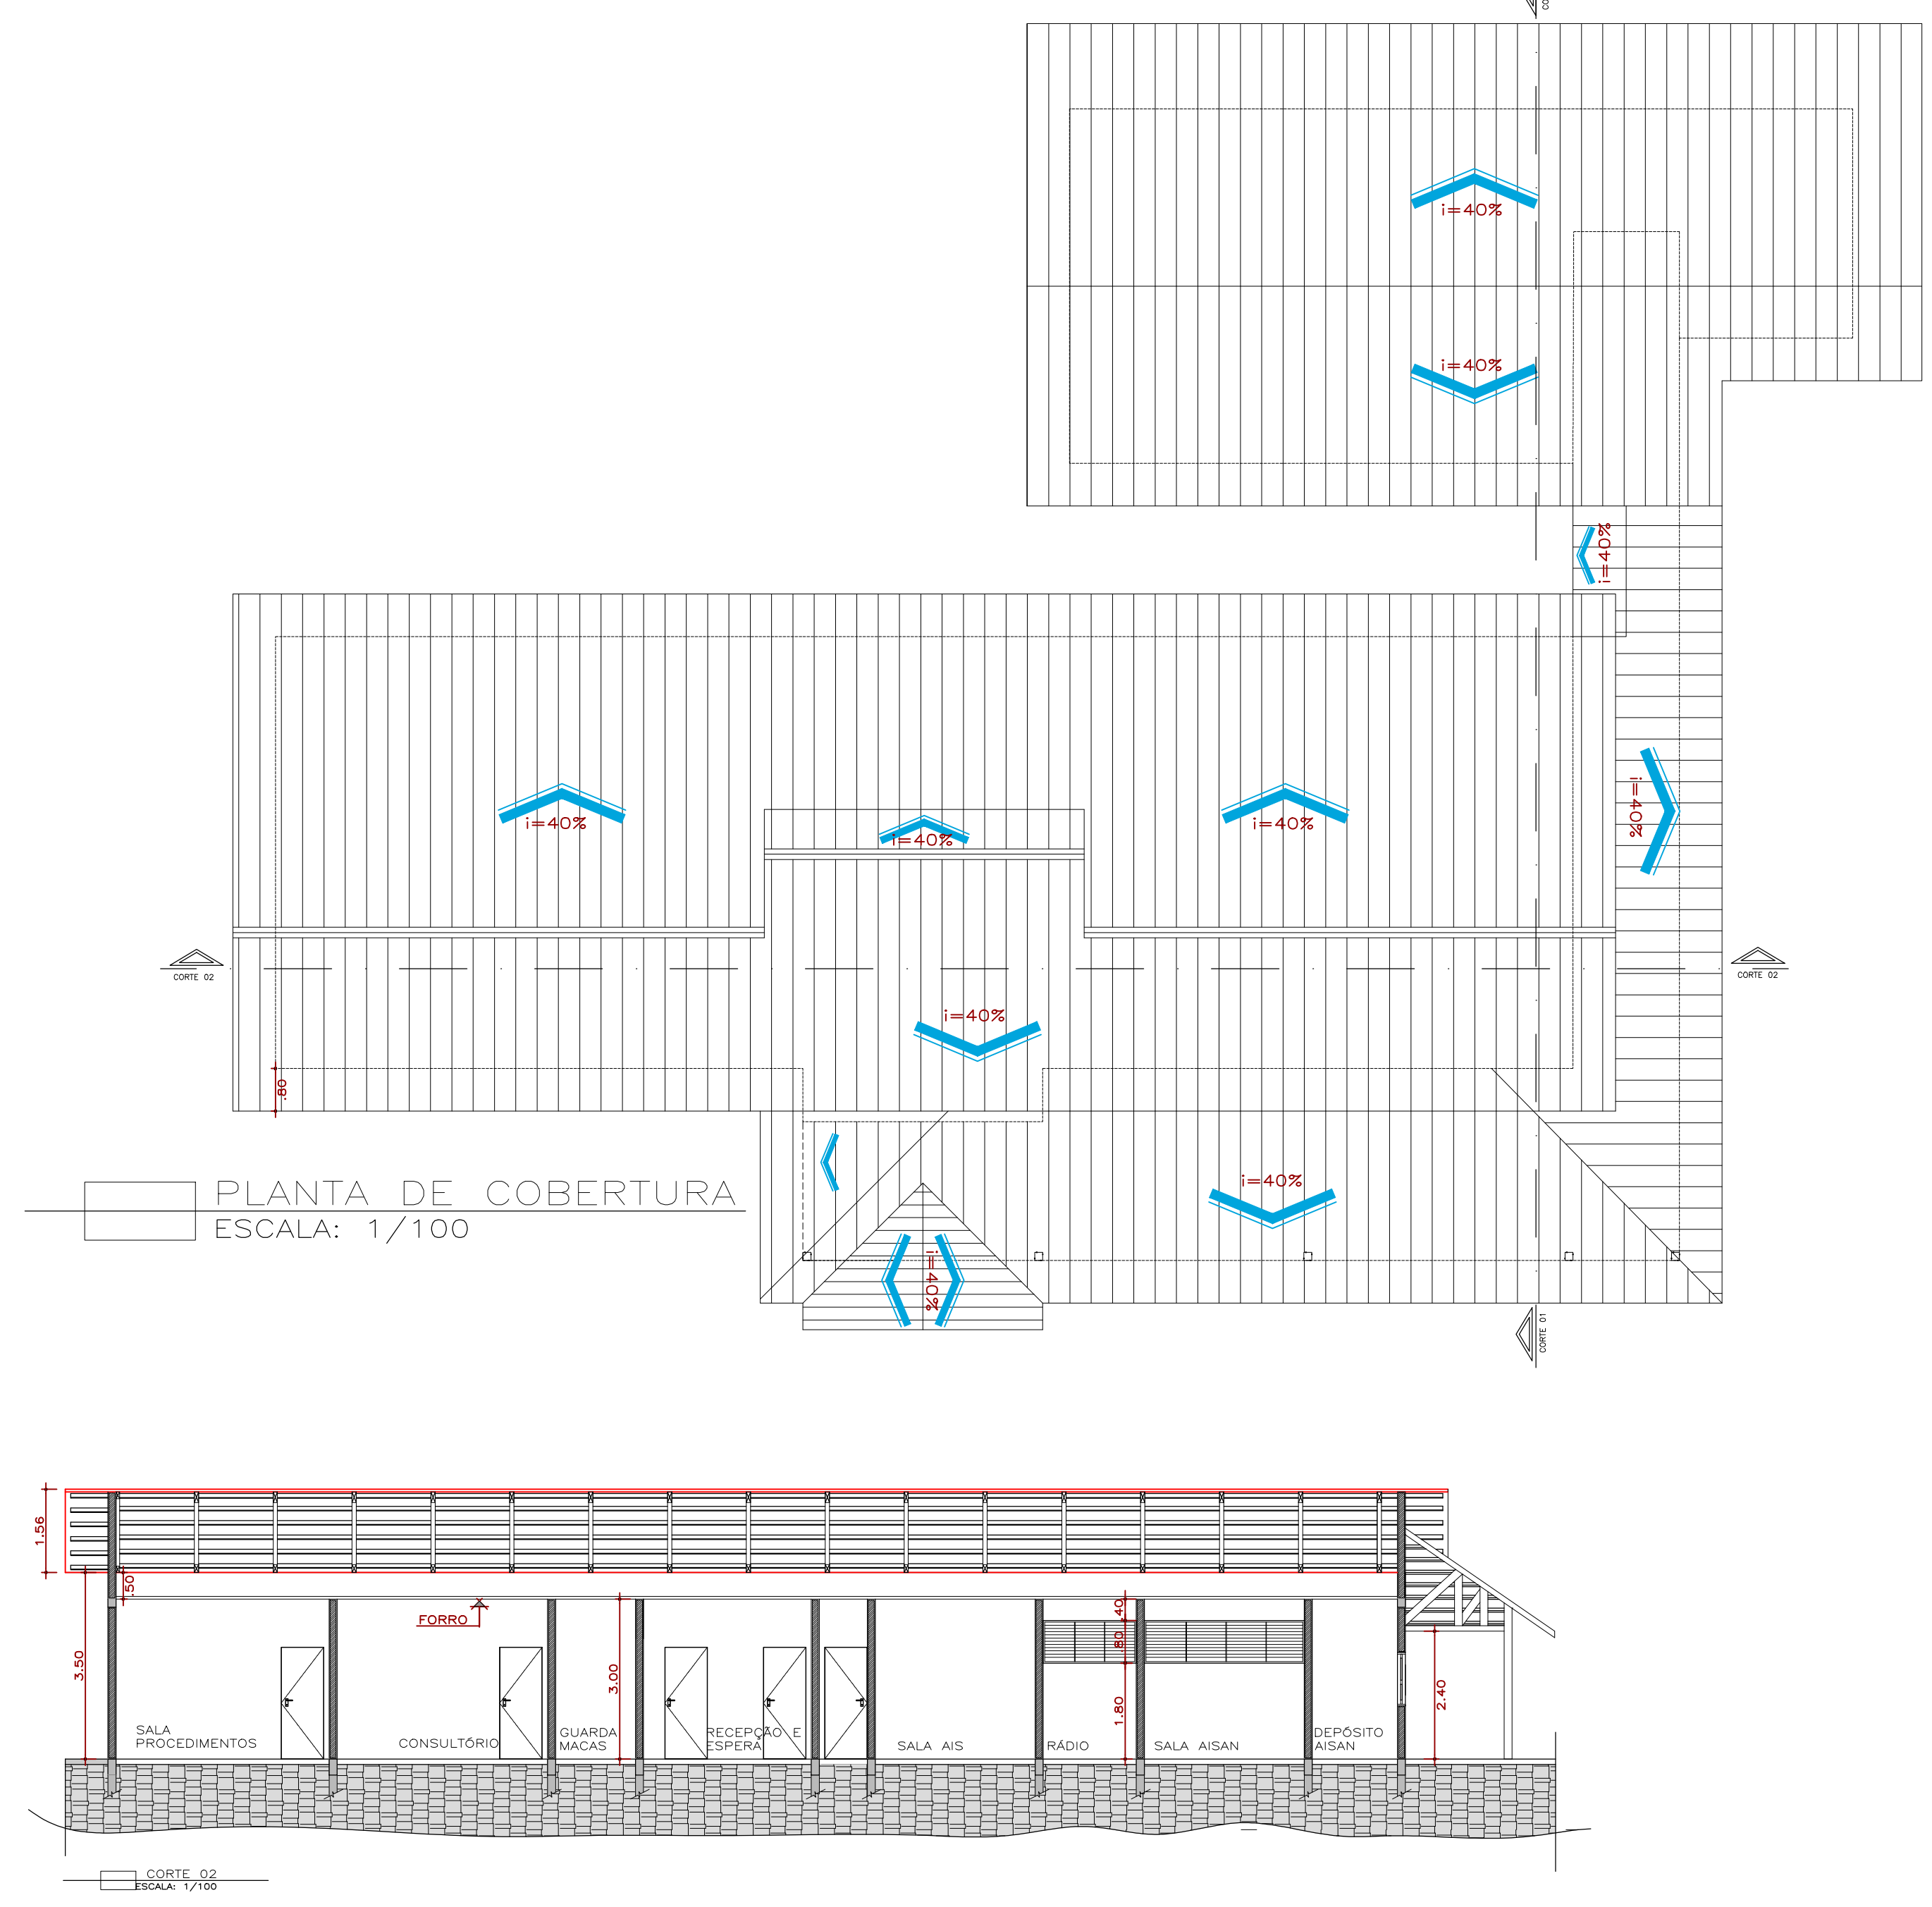 CO
i=40%
i=40%
i=40%
i=40%
i=40%
i=40%
i=40%
i=40%
CORTE 02
CORTE 02
i=40%
.80
i=40%
i=40%
PLANTA DE COBERTURA
ESCALA: 1/100
CORTE 01
1.56
.50
FORRO
.40
.80
3.50
3.00
1.80
2.40
SALA
PROCEDIMENTOS
CONSULTÓRIO
GUARDA
MACAS
RECEPÇÃO E
ESPERA
SALA AIS
RÁDIO
SALA AISAN
DEPÓSITO
AISAN
CORTE 02
ESCALA: 1/100